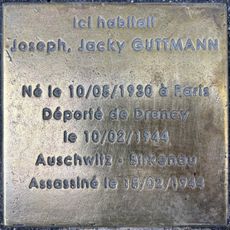 Ici habitait
Joseph, Jacky GUTTMANN
Né le 10/05/1930 à Paris
Déporté de Drancy
le 10/02/1944
Auschwitz - Birkenau
Assassiné le 15/02/1944